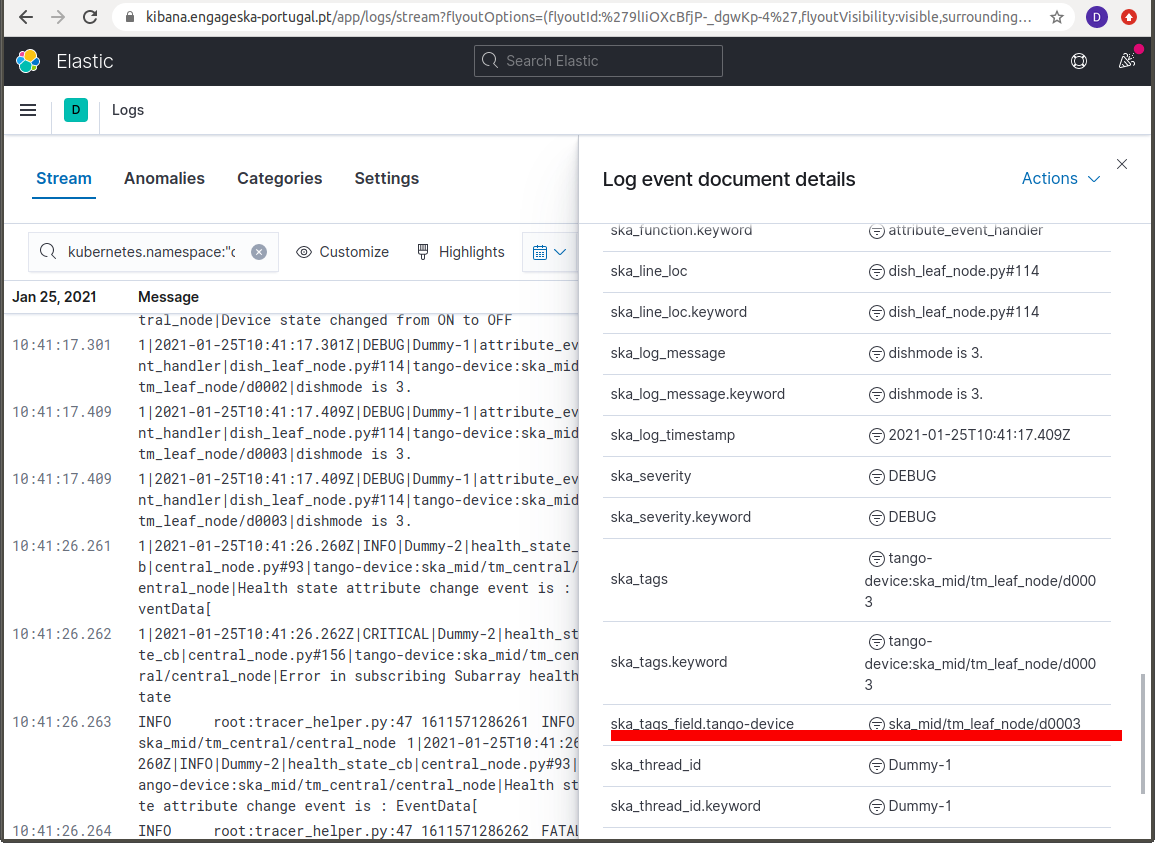 kibana.engageska-portugal.pt/app/logs/stream?flyoutOptions=(flyoutId:%279lIiOXcBfjP-_dgwKp-4%27,flyoutVisibility:visible,surrounding...
D
Elastic
Search Elastic
D
Logs
Stream
Anomalies
Categories
Settings
kubernetes.namespace:"c
Customize
Highlights
Jan 25, 2021
Message
tral_node|Device state changed from ON to OFF
10:41:17.301
1|2021-01-25T10:41:17.301Z|DEBUG|Dummy-1|attribute_ev
nt_handler|dish_leaf_node.py#114|tango-device:ska_mid
tm_leaf_node/d0002|dishmode is 3.
10:41:17.409
1|2021-01-25T10:41:17.409Z|DEBUG|Dummy-1|attribute_ev
nt_handler|dish_leaf_node.py#114|tango-device:ska_mid
tm_leaf_node/d0003|dishmode is 3.
10:41:17.409
1|2021-01-25T10:41:17.409Z|DEBUG|Dummy-1|attribute_ev
nt_handler|dish_leaf_node.py#114|tango-device:ska_mid
tm_leaf_node/d0003|dishmode is 3.
10:41:26.261
1|2021-01-25T10:41:26.260Z|INFO|Dummy-2|health_state_
b|central_node.py#93|tango-device:ska_mid/tm_central/
entral_node|Health state attribute change event is :
ventData[
10:41:26.262
1|2021-01-25T10:41:26.262Z|CRITICAL|Dummy-2|health_st
te_cb|central_node.py#156|tango-device:ska_mid/tm_cen
ral/central_node|Error in subscribing Subarray health
tate
10:41:26.263
INFO root:tracer_helper.py:47 1611571286261 INFO
ska_mid/tm_central/central_node 1|2021-01-25T10:41:26
260Z|INFO|Dummy-2|health_state_cb|central_node.py#93|
ango-device:ska_mid/tm_central/central_node|Health st
te attribute change event is : EventData[
10:41:26.264
INFO root:tracer_helper.py:47 1611571286262 FATAL
Log event document details
Actions
ska_function.keyword attribute_event_handler
ska_line_loc dish_leaf_node.py#114
ska_line_loc.keyword dish_leaf_node.py#114
ska_log_message dishmode is 3.
ska_log_message.keyword dishmode is 3.
ska_log_timestamp 2021-01-25T10:41:17.409Z
ska_severity DEBUG
ska_severity.keyword DEBUG
ska_tags tango-
device:ska_mid/tm_leaf_node/d000
3
ska_tags.keyword tango-
device:ska_mid/tm_leaf_node/d000
3
ska_tags_field.tango-device ska_mid/tm_leaf_node/d0003
ska_thread_id Dummy-1
ska_thread_id.keyword Dummy-1